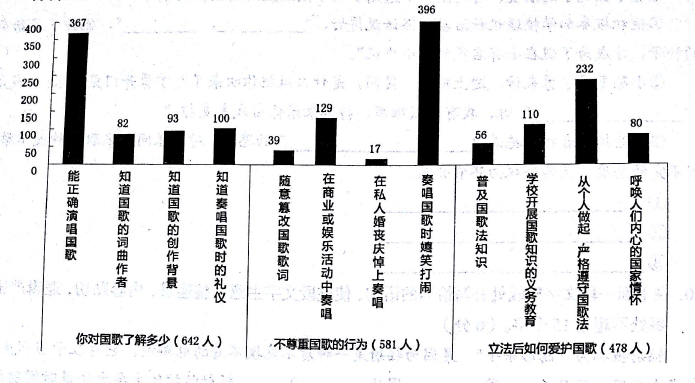 400
350
300
250
200
150
100
50
0
367
82
93
100
39
129
17
396
56
110
232
80
能正确演唱国歌
知道国歌的词曲作者
知道国歌的创作背景
知道奏唱国歌时的礼仪
随意篡改国歌歌词
在商业或娱乐活动中奏唱
在私人婚丧庆悼上奏唱
奏唱国歌时嬉笑打闹
普及国歌法知识
学校开展国歌知识的义务教育
从个人做起 严格遵守国歌法
呼唤人们内心的国家情怀
你对国歌了解多少（642人）
不尊重国歌的行为（581人）
立法后如何爱护国歌（478人）